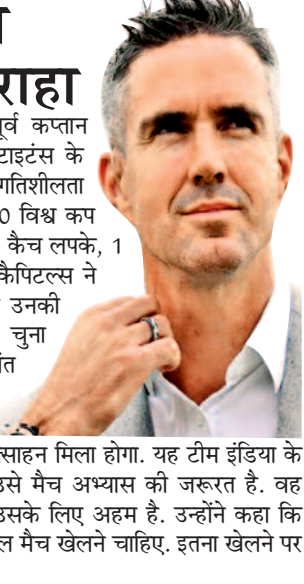 राहा
र्व कप्तान
टाइटंस के
गतिशीलता
0 विश्व कप
कैच लपके, 1
कैपिटल्स ने
उनकी
चुना
त्साहन मिला होगा. यह टीम इंडिया के
उसे मैच अभ्यास की जरूरत है. वह
उसके लिए अहम है. उन्होंने कहा कि
ल मैच खेलने चाहिए. इतना खेलने पर